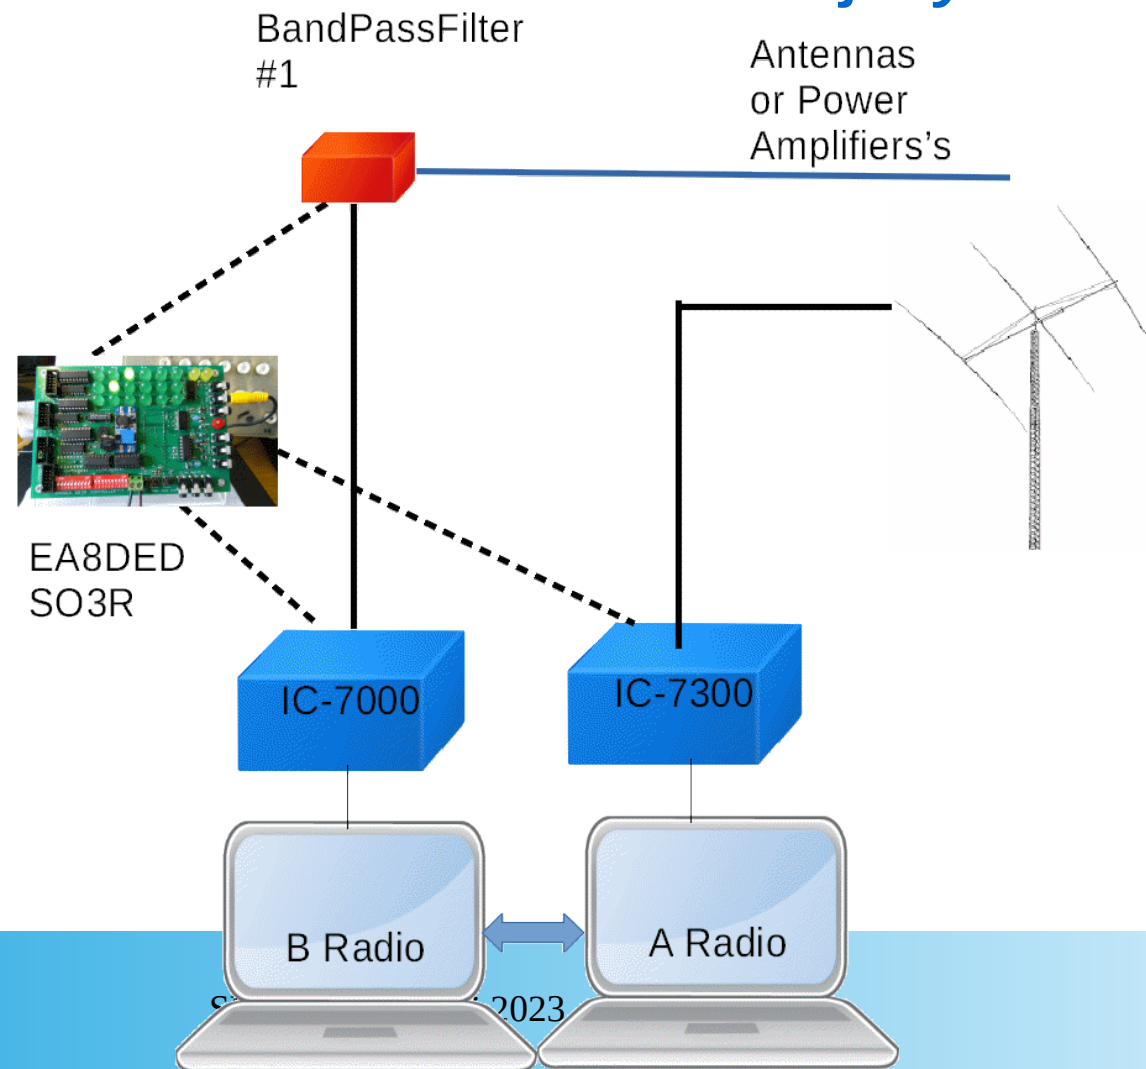 BandPassFilter
#1
Antennas
or Power
Amplifiers's
EA8DED
SO3R
IC-7000
IC-7300
B Radio
A Radio
2023